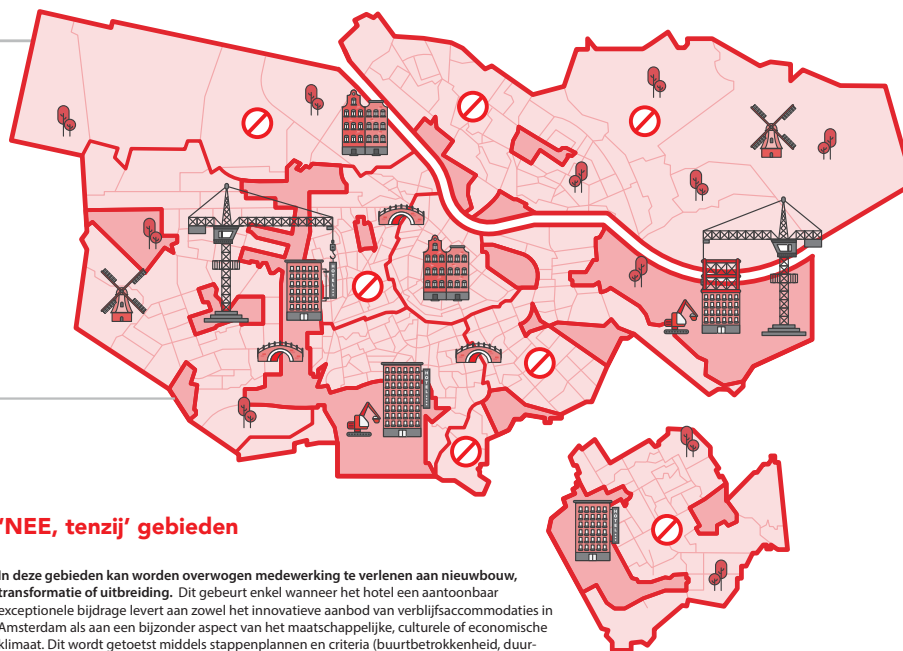 'NEE, tenzij' gebieden
In deze gebieden kan worden overwogen medewerking te verlenen aan nieuwbouw,
transformatie of uitbreiding. Dit gebeurt enkel wanneer het hotel een aantoonbaar
exceptionele bijdrage levert aan zowel het innovatieve aanbod van verblijfsaccommodaties in
Amsterdam als aan een bijzonder aspect van het maatschappelijke, culturele of economische
klimaat. Dit wordt getoetst middels stappenplannen en criteria (buurtbetrokkenheid, duur-